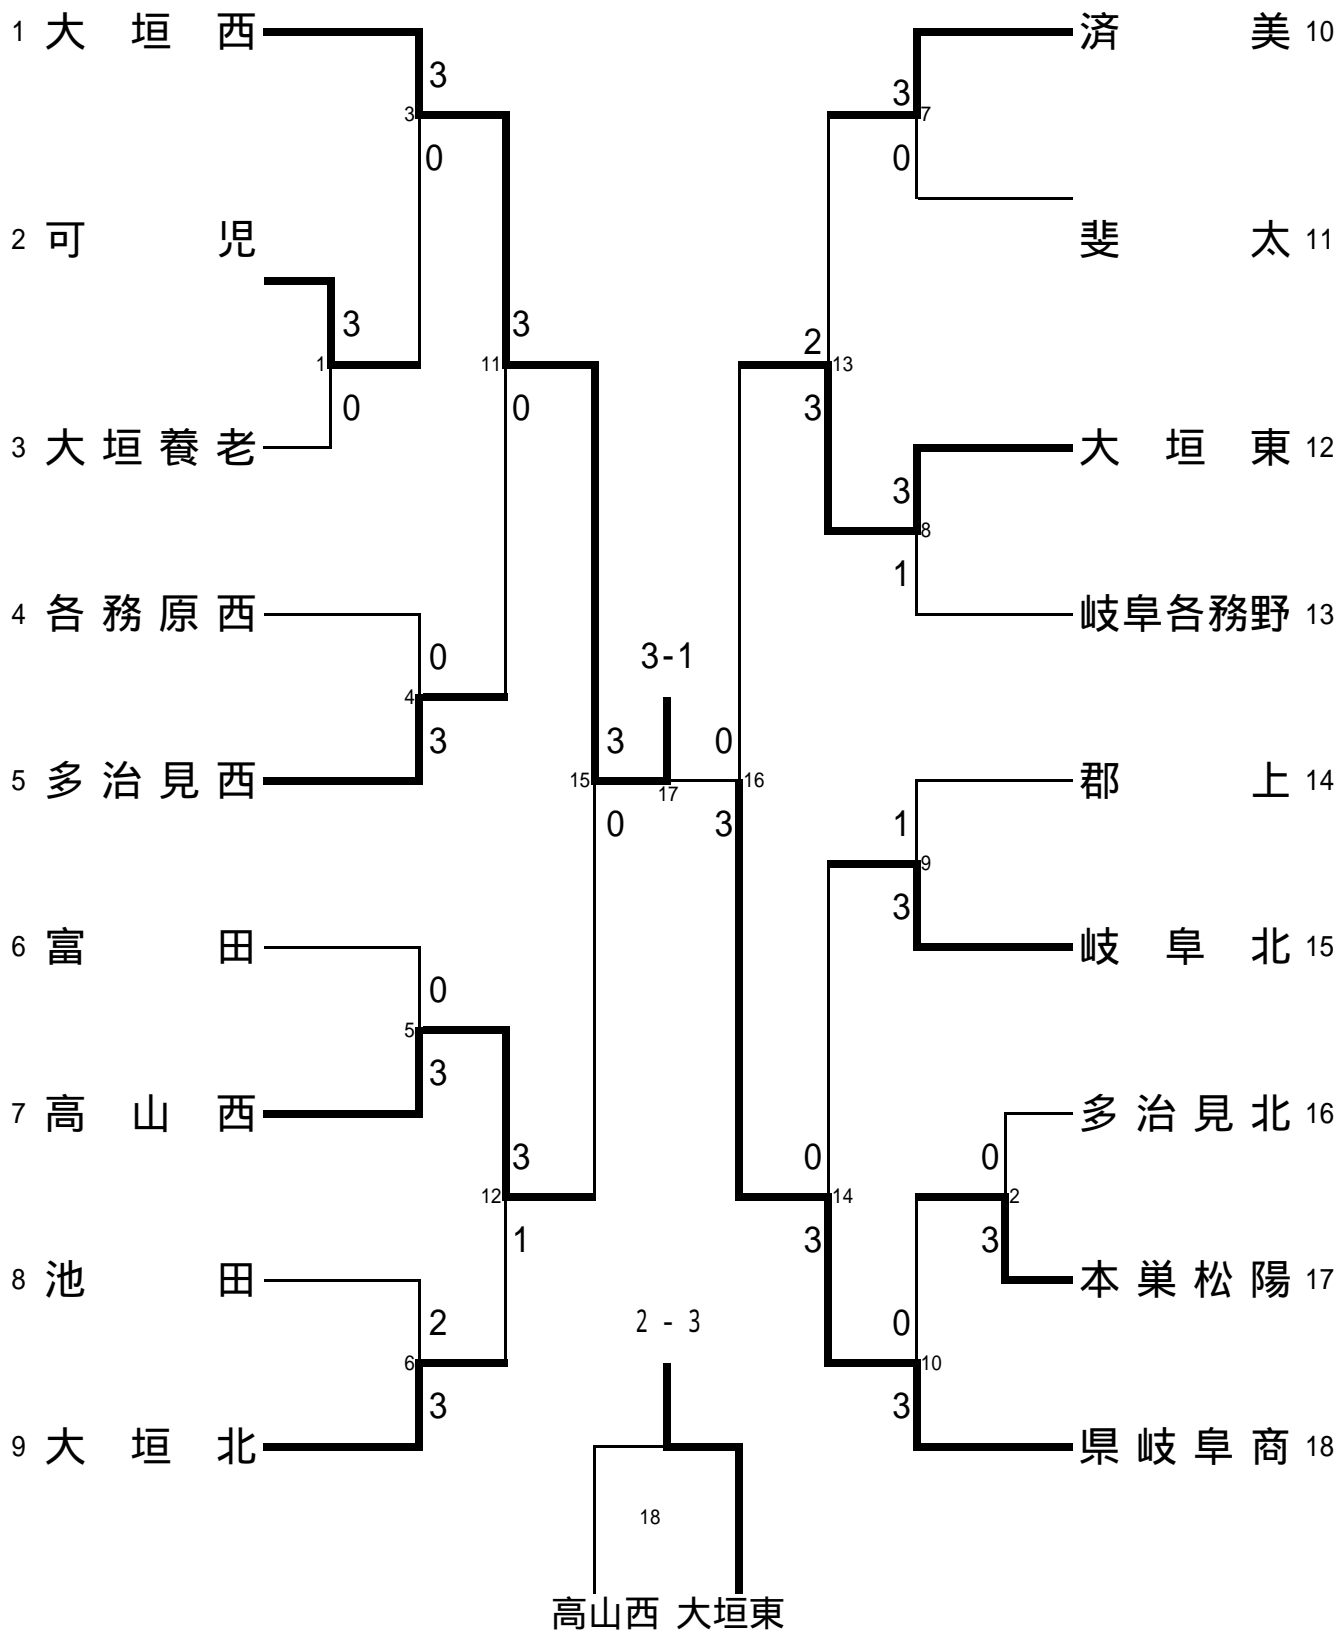 1 大垣西
2 可児
3 大垣養老
4 各務原西
5 多治見西
6 富田
7 高山西
8 池田
9 大垣北
3
3
0
3
1
0
3
11
0
0
4
3
0
5
3
3
12
1
2
6
3
3-1
3
15
0
17
0
16
3
2 - 3
18
高山西 大垣東
3
7
0
2
13
3
3
8
1
1
9
3
0
14
3
0
2
3
0
10
3
済美 10
斐太 11
大垣東 12
岐阜各務野 13
郡上 14
岐阜北 15
多治見北 16
本巣松陽 17
県岐阜商 18